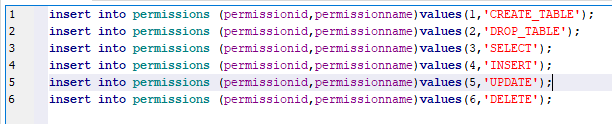 1 insert into permissions (permissionid,permissionname)values(1,'CREATE_TABLE');
2 insert into permissions (permissionid,permissionname)values(2,'DROP_TABLE');
3 insert into permissions (permissionid,permissionname)values(3,'SELECT');
4 insert into permissions (permissionid,permissionname)values(4,'INSERT');
5 insert into permissions (permissionid,permissionname)values(5,'UPDATE');
6 insert into permissions (permissionid,permissionname)values(6,'DELETE');